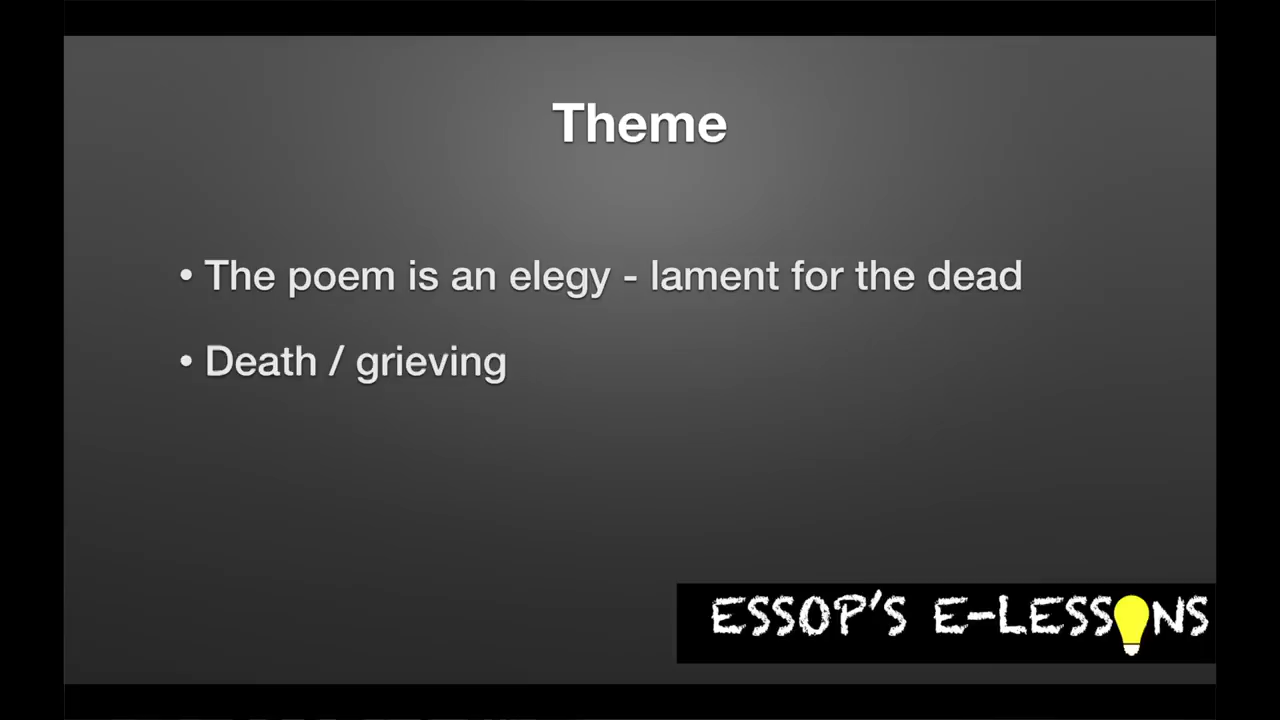 Theme
• The poem is an elegy - lament for the dead
• Death / grieving
ESSOP'S E-LESSONS